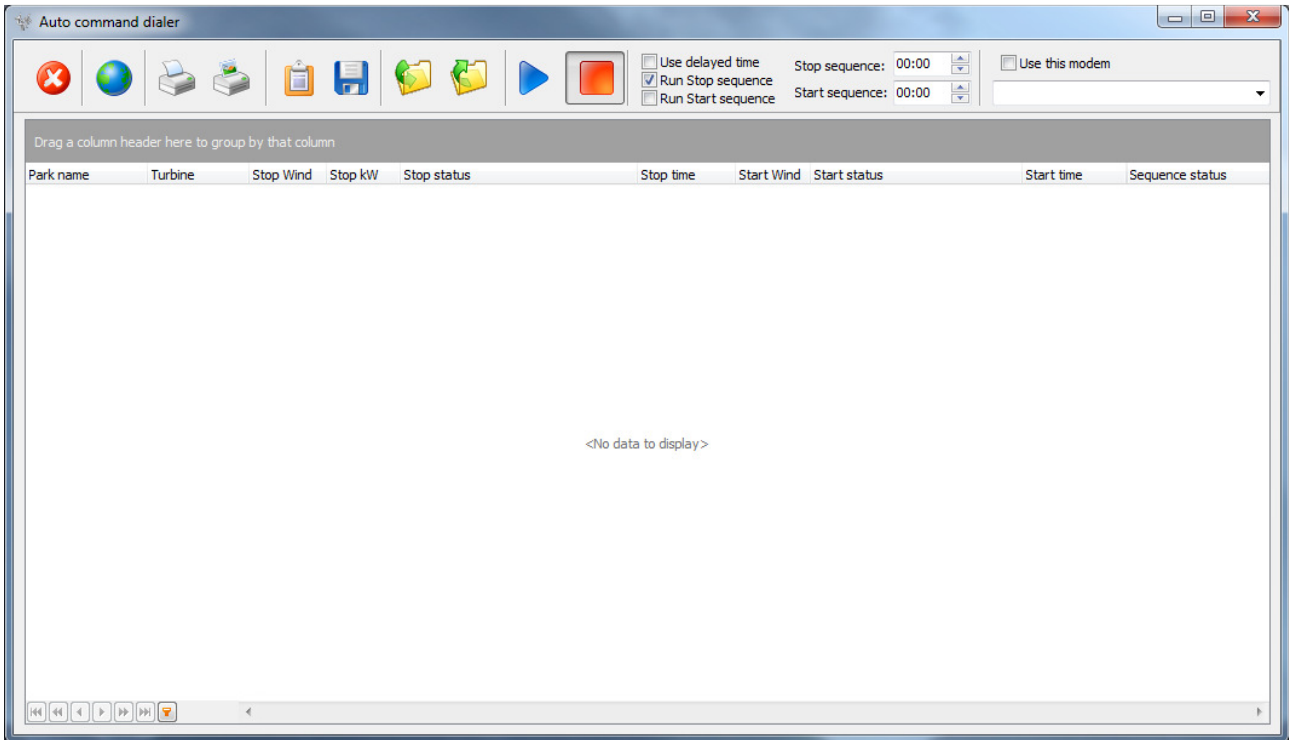 Auto command dialer
Use delayed time
Run Stop sequence
Run Start sequence
Stop sequence: 00:00
Start sequence: 00:00
Use this modem
Drag a column header here to group by that column
Park name Turbine Stop Wind Stop kW Stop status Stop time Start Wind Start status Start time Sequence status
<No data to display>